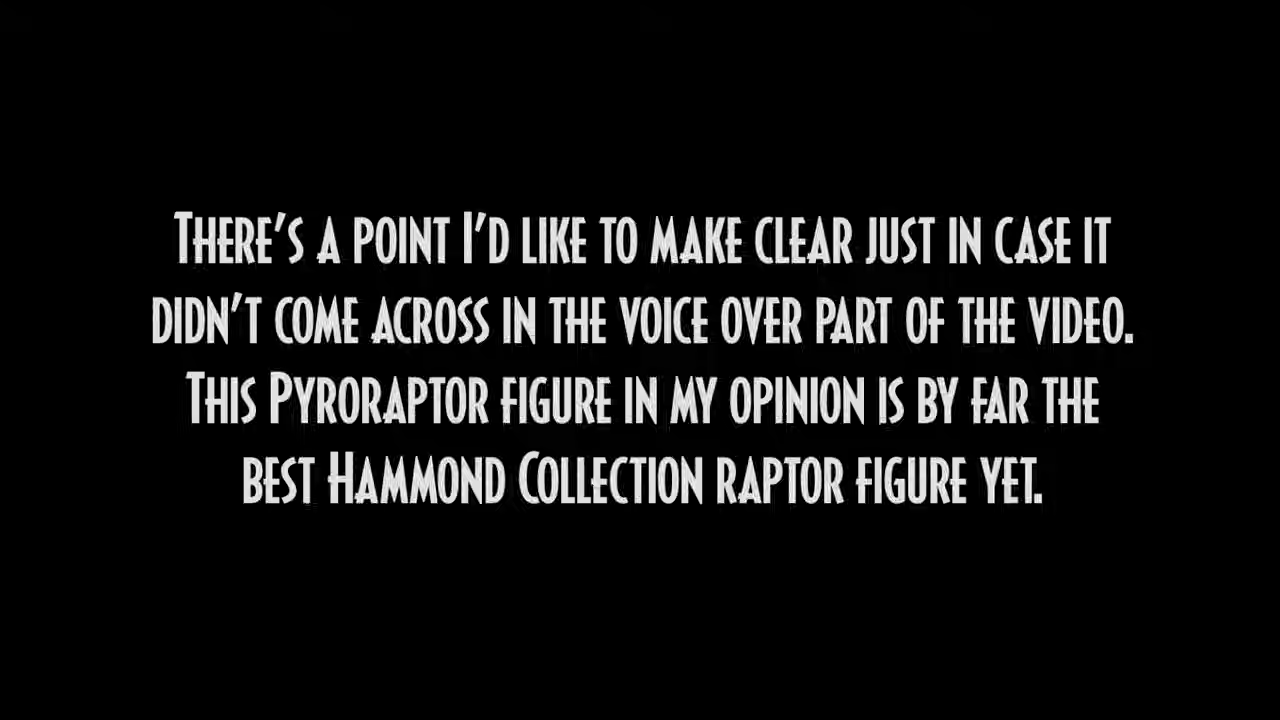 There's a point I'd like to make clear just in case it
didn't come across in the voice over part of the video.
This Pyroraptor figure in my opinion is by far the
best Hammond Collection raptor figure yet.